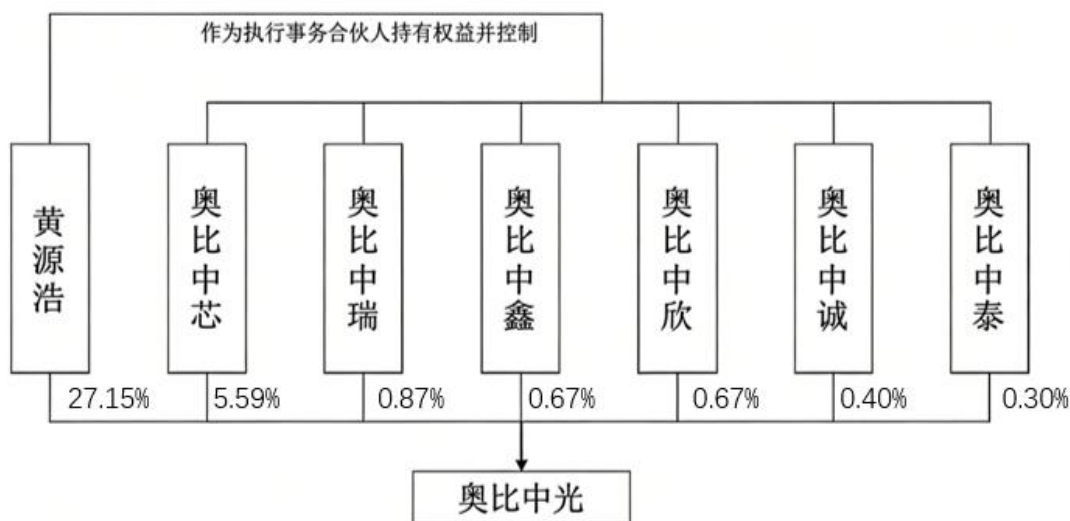 作为执行事务合伙人持有权益并控制
黄源浩
奥比中芯
奥比中瑞
奥比中鑫
奥比中欣
奥比中诚
奥比中泰
27.15%
5.59%
0.87%
0.67%
0.67%
0.40%
0.30%
奥比中光